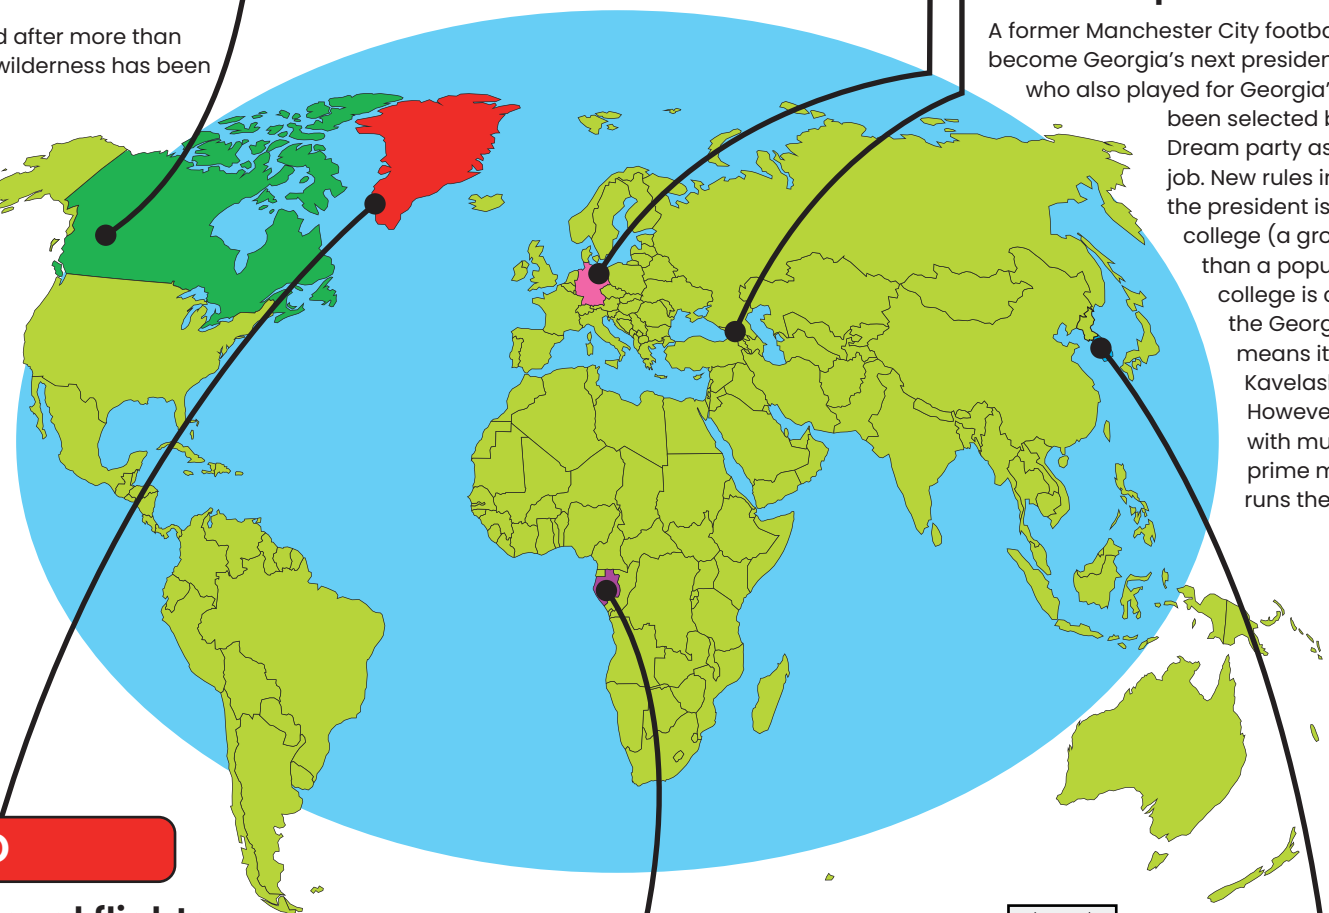 d after more than
wilderness has been
A former Manchester City footb
become Georgia's next presiden
who also played for Georgia'
been selected b
Dream party as
job. New rules i
the president is
college (a gro
than a popu
college is
the Georg
means it
Kavelas
Howeve
with mu
prime m
runs the
flight